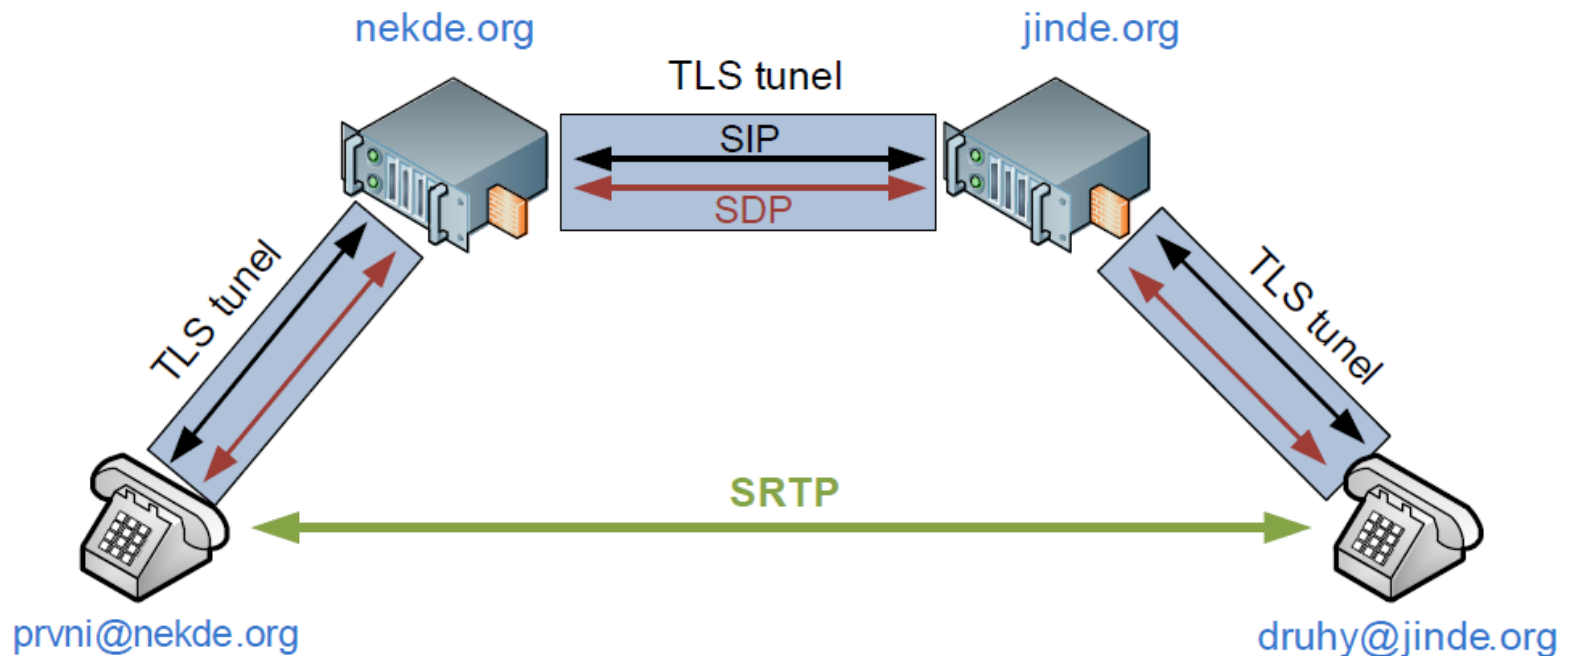 nekde.org
jinde.org
TLS tunel
SIP
SDP
TLS tunel
TLS tunel
SRTP
prvni@nekde.org
druhy@jinde.org